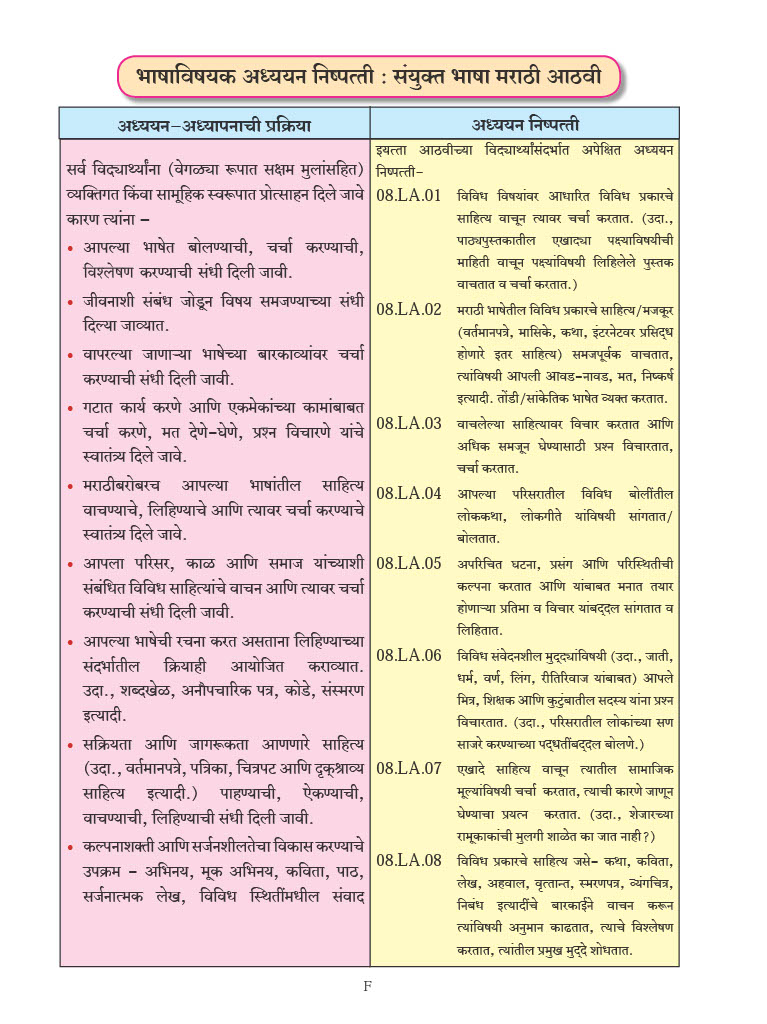 भाषाविषयक अध्ययन निष्पत्ती : संयुक्त भाषा मराठी आठवी
अध्ययन-अध्यापनाची प्रक्रिया
सर्व विद्यार्थ्यांना (वेगळ्या रूपात सक्षम मुलांसहित)
व्यक्तिगत किंवा सामूहिक स्वरूपात प्रोत्साहन दिले जावे
कारण त्यांना –
• आपल्या भाषेत बोलण्याची, चर्चा करण्याची,
विश्लेषण करण्याची संधी दिली जावी.
• जीवनाशी संबंध जोडून विषय समजण्याच्या संधी
दिल्या जाव्यात.
• वापरल्या जाणाऱ्या भाषेच्या बारकाव्यांवर चर्चा
करण्याची संधी दिली जावी.
• गटात कार्य करणे आणि एकमेकांच्या कामांबाबत
चर्चा करणे, मत देणे-घेणे, प्रश्न विचारणे यांचे
स्वातंत्र्य दिले जावे.
• मराठीबरोबरच आपल्या भाषांतील साहित्य
वाचण्याचे, लिहिण्याचे आणि त्यावर चर्चा करण्याचे
स्वातंत्र्य दिले जावे.
• आपला परिसर, काळ आणि समाज यांच्याशी
संबंधित विविध साहित्यांचे वाचन आणि त्यावर चर्चा
करण्याची संधी दिली जावी.
• आपल्या भाषेची रचना करत असताना लिहिण्याच्या
संदर्भातील क्रियाही आयोजित कराव्यात.
उदा., शब्दखेळ, अनौपचारिक पत्र, कोडे, संस्मरण
इत्यादी.
• सक्रियता आणि जागरूकता आणणारे साहित्य
(उदा., वर्तमानपत्रे, पत्रिका, चित्रपट आणि दृक्‌श्राव्य
साहित्य इत्यादी.) पाहण्याची, ऐकण्याची,
वाचण्याची, लिहिण्याची संधी दिली जावी.
• कल्पनाशक्ती आणि सर्जनशीलतेचा विकास करण्याचे
उपक्रम - अभिनय, मूक अभिनय, कविता, पाठ,
सर्जनात्मक लेख, विविध स्थितींमधील संवाद
अध्ययन निष्पत्ती
इयत्ता आठवीच्या विद्यार्थ्यांसंदर्भात अपेक्षित अध्ययन
निष्पत्ती-
08.LA.01 विविध विषयांवर आधारित विविध प्रकारचे
साहित्य वाचून त्यावर चर्चा करतात. (उदा.,
पाठ्यपुस्तकातील एखाद्या पक्ष्याविषयीची
माहिती वाचून पक्ष्यांविषयी लिहिलेले पुस्तक
वाचतात व चर्चा करतात.)
08.LA.02 मराठी भाषेतील विविध प्रकारचे साहित्य/मजकूर
(वर्तमानपत्रे, मासिके, कथा, इंटरनेटवर प्रसिद्ध
होणारे इतर साहित्य) समजपूर्वक वाचतात,
त्यांविषयी आपली आवड-नावड, मत, निष्कर्ष
इत्यादी. तोंडी/सांकेतिक भाषेत व्यक्त करतात.
08.LA.03 वाचलेल्या साहित्यावर विचार करतात आणि
अधिक समजून घेण्यासाठी प्रश्न विचारतात,
चर्चा करतात.
08.LA.04 आपल्या परिसरातील विविध बोलींतील
लोककथा, लोकगीते यांविषयी सांगतात/
बोलतात.
08.LA.05 अपरिचित घटना, प्रसंग आणि परिस्थितीची
कल्पना करतात आणि यांबाबत मनात तयार
होणाऱ्या प्रतिमा व विचार यांबद्दल सांगतात व
लिहितात.
08.LA.06 विविध संवेदनशील मुद्द्यांविषयी (उदा., जाती,
धर्म, वर्ण, लिंग, रीतिरिवाज यांबाबत) आपले
मित्र, शिक्षक आणि कुटुंबातील सदस्य यांना प्रश्न
विचारतात. (उदा., परिसरातील लोकांच्या सण
साजरे करण्याच्या पद्धतींबद्दल बोलणे.)
08.LA.07 एखादे साहित्य वाचून त्यातील सामाजिक
मूल्यांविषयी चर्चा करतात, त्याची कारणे जाणून
घेण्याचा प्रयत्न करतात. (उदा., शेजारच्या
रामूकाकांची मुलगी शाळेत का जात नाही?)
08.LA.08 विविध प्रकारचे साहित्य जसे- कथा, कविता,
लेख, अहवाल, वृत्तान्त, स्मरणपत्र, व्यंगचित्र,
निबंध इत्यादींचे बारकाईने वाचन करून
त्यांविषयी अनुमान काढतात, त्याचे विश्लेषण
करतात, त्यांतील प्रमुख मुद्दे शोधतात.
F